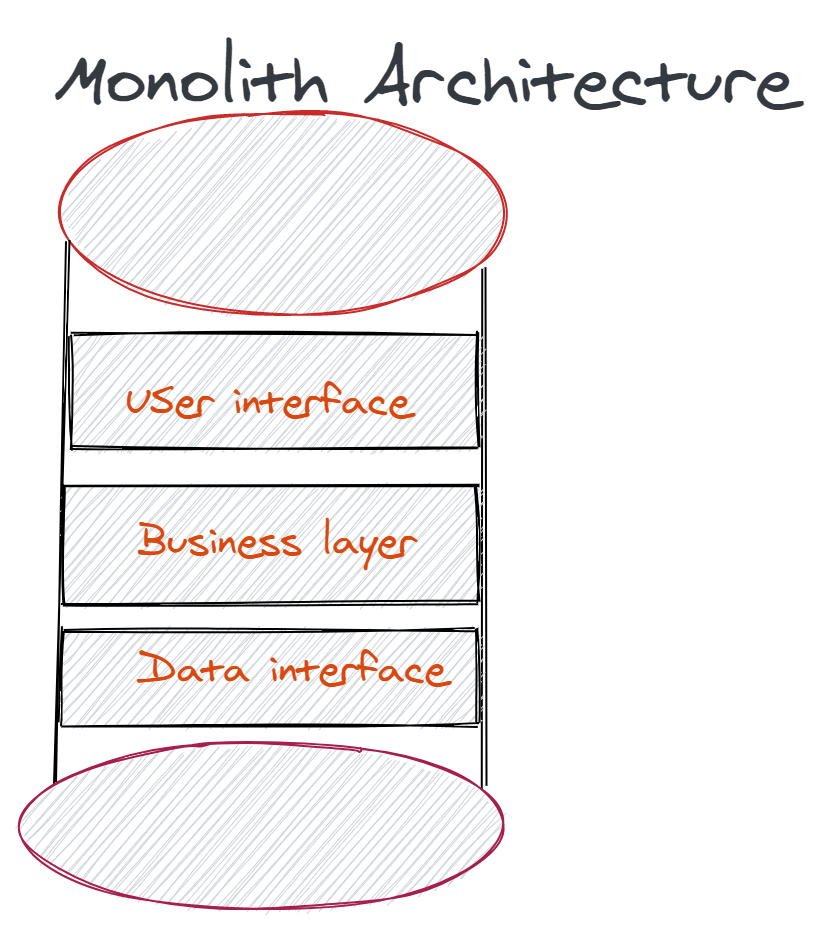 Monolith Architecture
User interface
Business layer
Data interface